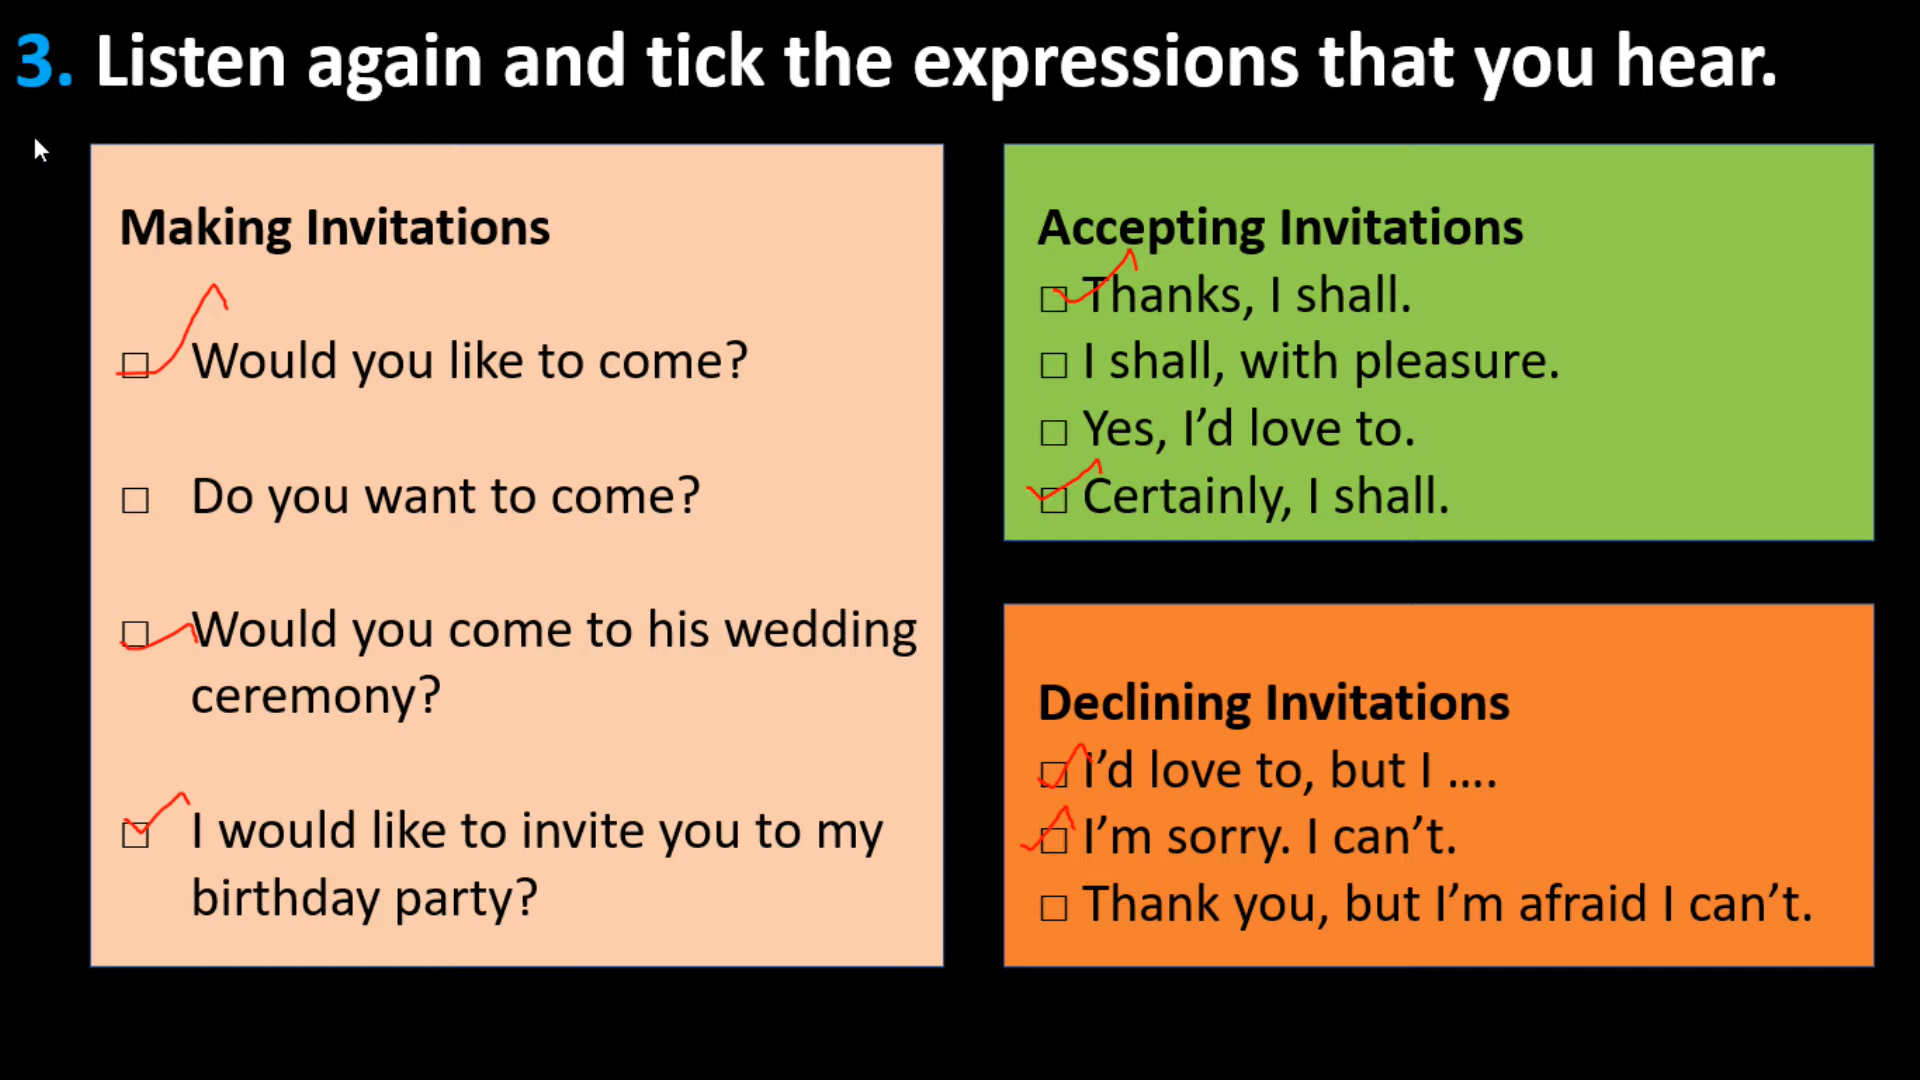 3. Listen again and tick the expressions that you hear.
Making Invitations
□ Would you like to come?
□ Do you want to come?
□ Would you come to his wedding
ceremony?
□ I would like to invite you to my
birthday party?
Accepting Invitations
□ Thanks, I shall.
□ I shall, with pleasure.
□ Yes, I’d love to.
□ Certainly, I shall.
Declining Invitations
□ I’d love to, but I ....
□ I’m sorry. I can’t.
□ Thank you, but I’m afraid I can’t.